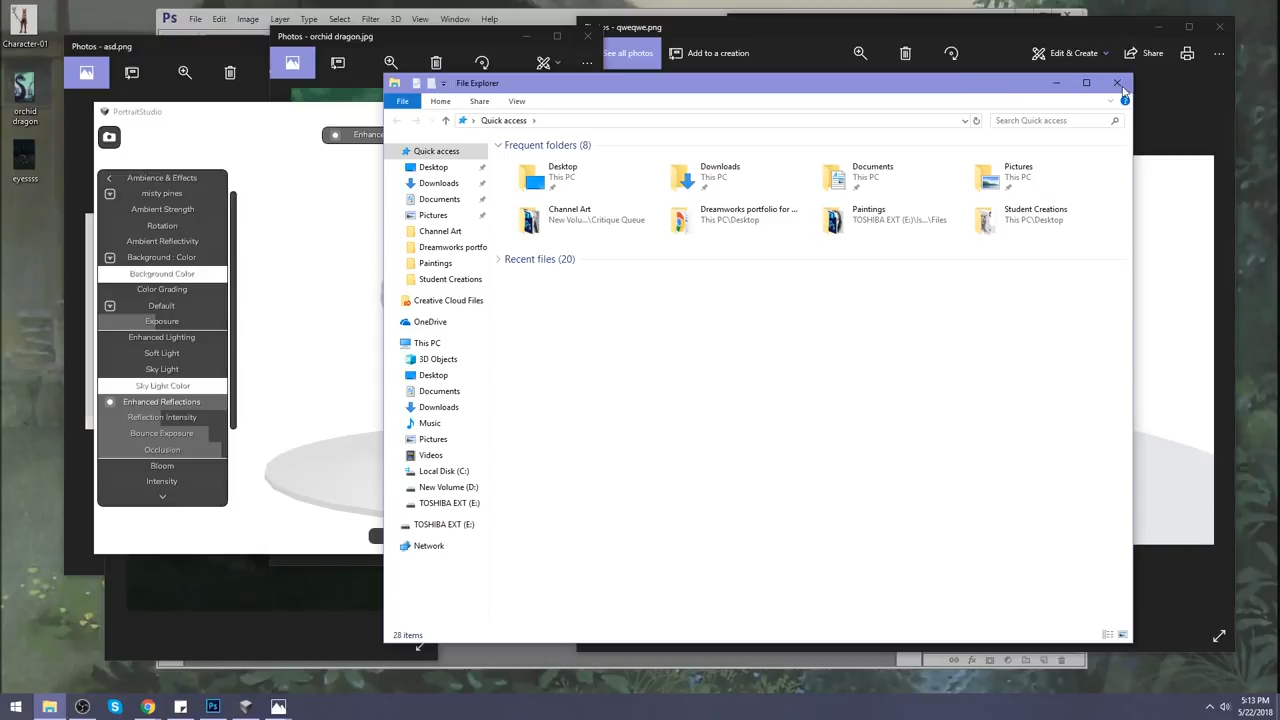 Character-01
orchid
dragon
eyessss
Ps File Edit Image Layer Type Select Filter 3D View Window Help
Photos - asd.png
Photos - orchid dragon.jpg
Photos - qweqwe.png
See all photos
Add to a creation
Edit & Create
Share
PortraitStudio
Enhanced
Ambience & Effects
misty pines
Ambient Strength
Rotation
Ambient Reflectivity
Background : Color
Background Color
Color Grading
Default
Exposure
Enhanced Lighting
Soft Light
Sky Light
Sky Light Color
Enhanced Reflections
Reflection Intensity
Bounce Exposure
Occlusion
Bloom
Intensity
File Explorer
File Home Share View
Quick access
Search Quick access
Quick access
Desktop
Downloads
Documents
Pictures
Channel Art
Dreamworks portfo
Paintings
Student Creations
Creative Cloud Files
OneDrive
This PC
3D Objects
Desktop
Documents
Downloads
Music
Pictures
Videos
Local Disk (C:)
New Volume (D:)
TOSHIBA EXT (E:)
TOSHIBA EXT (E:)
Network
Frequent folders (8)
Desktop
This PC
Downloads
This PC
Documents
This PC
Pictures
This PC
Channel Art
New Volu...\Critique Queue
Dreamworks portfolio for ...
This PC\Desktop
Paintings
TOSHIBA EXT (E:)\Is...\Files
Student Creations
This PC\Desktop
Recent files (20)
28 items
5:13 PM
5/22/2018